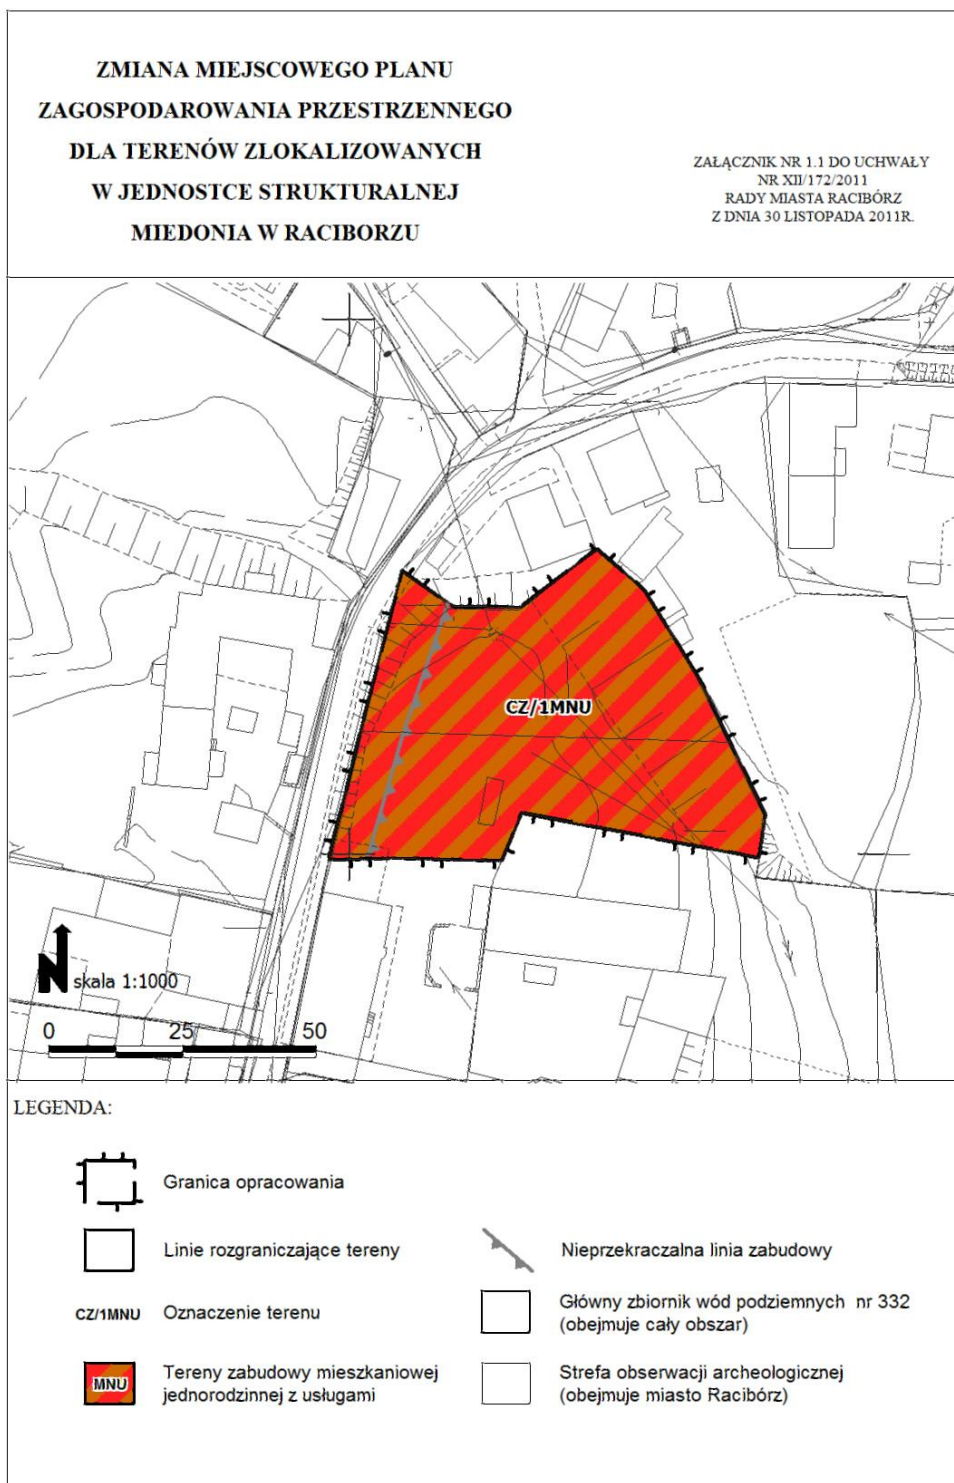 ZMIANA MIEJSCOWEGO PLANU
ZAGOSPODAROWANIA PRZESTRZENNEGO
DLA TERENÓW ZLOKALIZOWANYCH
W JEDNOSTCE STRUKTURALNEJ
MIEDONIA W RACIBORZU
ZAŁĄCZNIK NR 1.1 DO UCHWAŁY
NR XII/172/2011
RADY MIASTA RACIBÓRZ
Z DNIA 30 LISTOPADA 2011R.
CZ/1MNU
N
skala 1:1000
0 25 50
LEGENDA:
Granica opracowania
Linie rozgraniczające tereny
CZ/1MNU Oznaczenie terenu
MNU
Tereny zabudowy mieszkaniowej
jednorodzinnej z usługami
Nieprzekraczalna linia zabudowy
Główny zbiornik wód podziemnych nr 332
(obejmuje cały obszar)
Strefa obserwacji archeologicznej
(obejmuje miasto Racibórz)